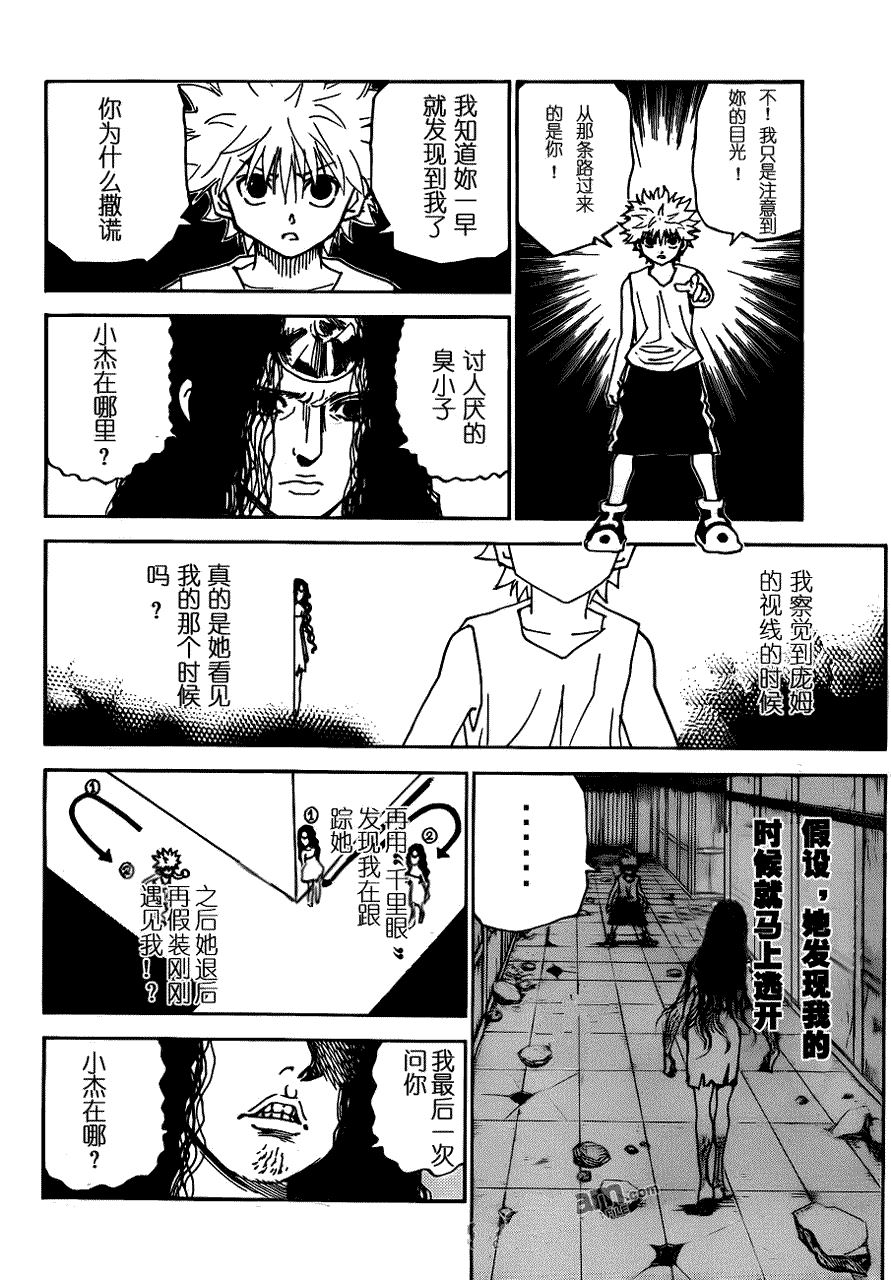 不！我只是注意到
妳的目光！
从那条路过来
的是你！
我知道妳一早
就发现到我了
你为什么撒谎
讨人厌的
臭小子
小杰在哪里？
我察觉到庞姆
的视线的时候
真的是她看见
我的那个时候
吗？
假设，她发现我的
时候就马上逃开
······
①
②
再用“千里眼”
发现我在跟
踪她
①
②
之后她退后
再假装刚刚
遇见我！？
我最后一次
问你
小杰在哪？
.com